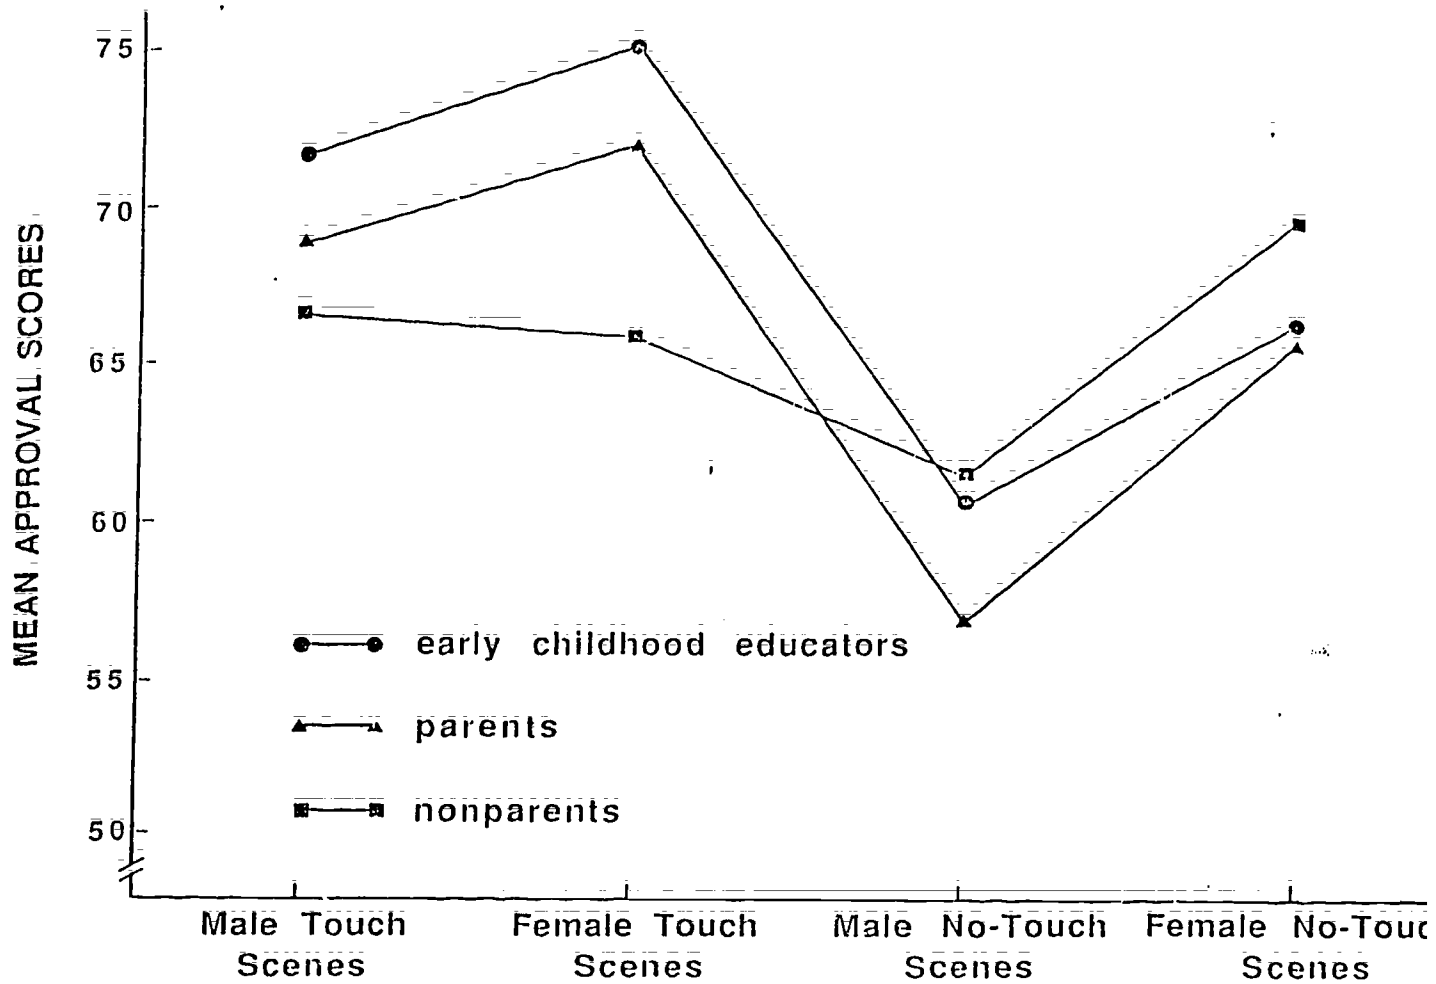 75
70
65
60
55
50
MEAN APPROVAL SCORES
early childhood educators
parents
nonparents
Male Touch Scenes
Female Touch Scenes
Male No-Touch Scenes
Female No-Touc Scenes